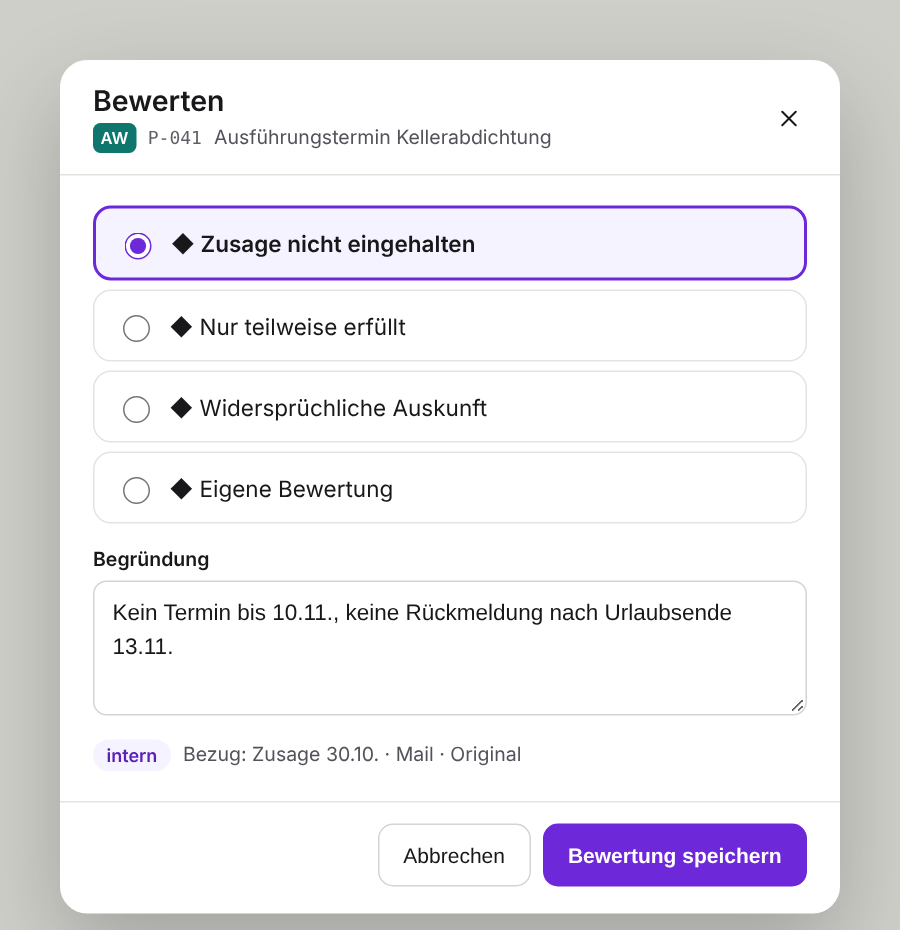 Bewerten
AW P-041 Ausführungstermin Kellerabdichtung
◆ Zusage nicht eingehalten
◆ Nur teilweise erfüllt
◆ Widersprüchliche Auskunft
◆ Eigene Bewertung
Begründung
Kein Termin bis 10.11., keine Rückmeldung nach Urlaubsende
13.11.
intern Bezug: Zusage 30.10. · Mail · Original
Abbrechen Bewertung speichern